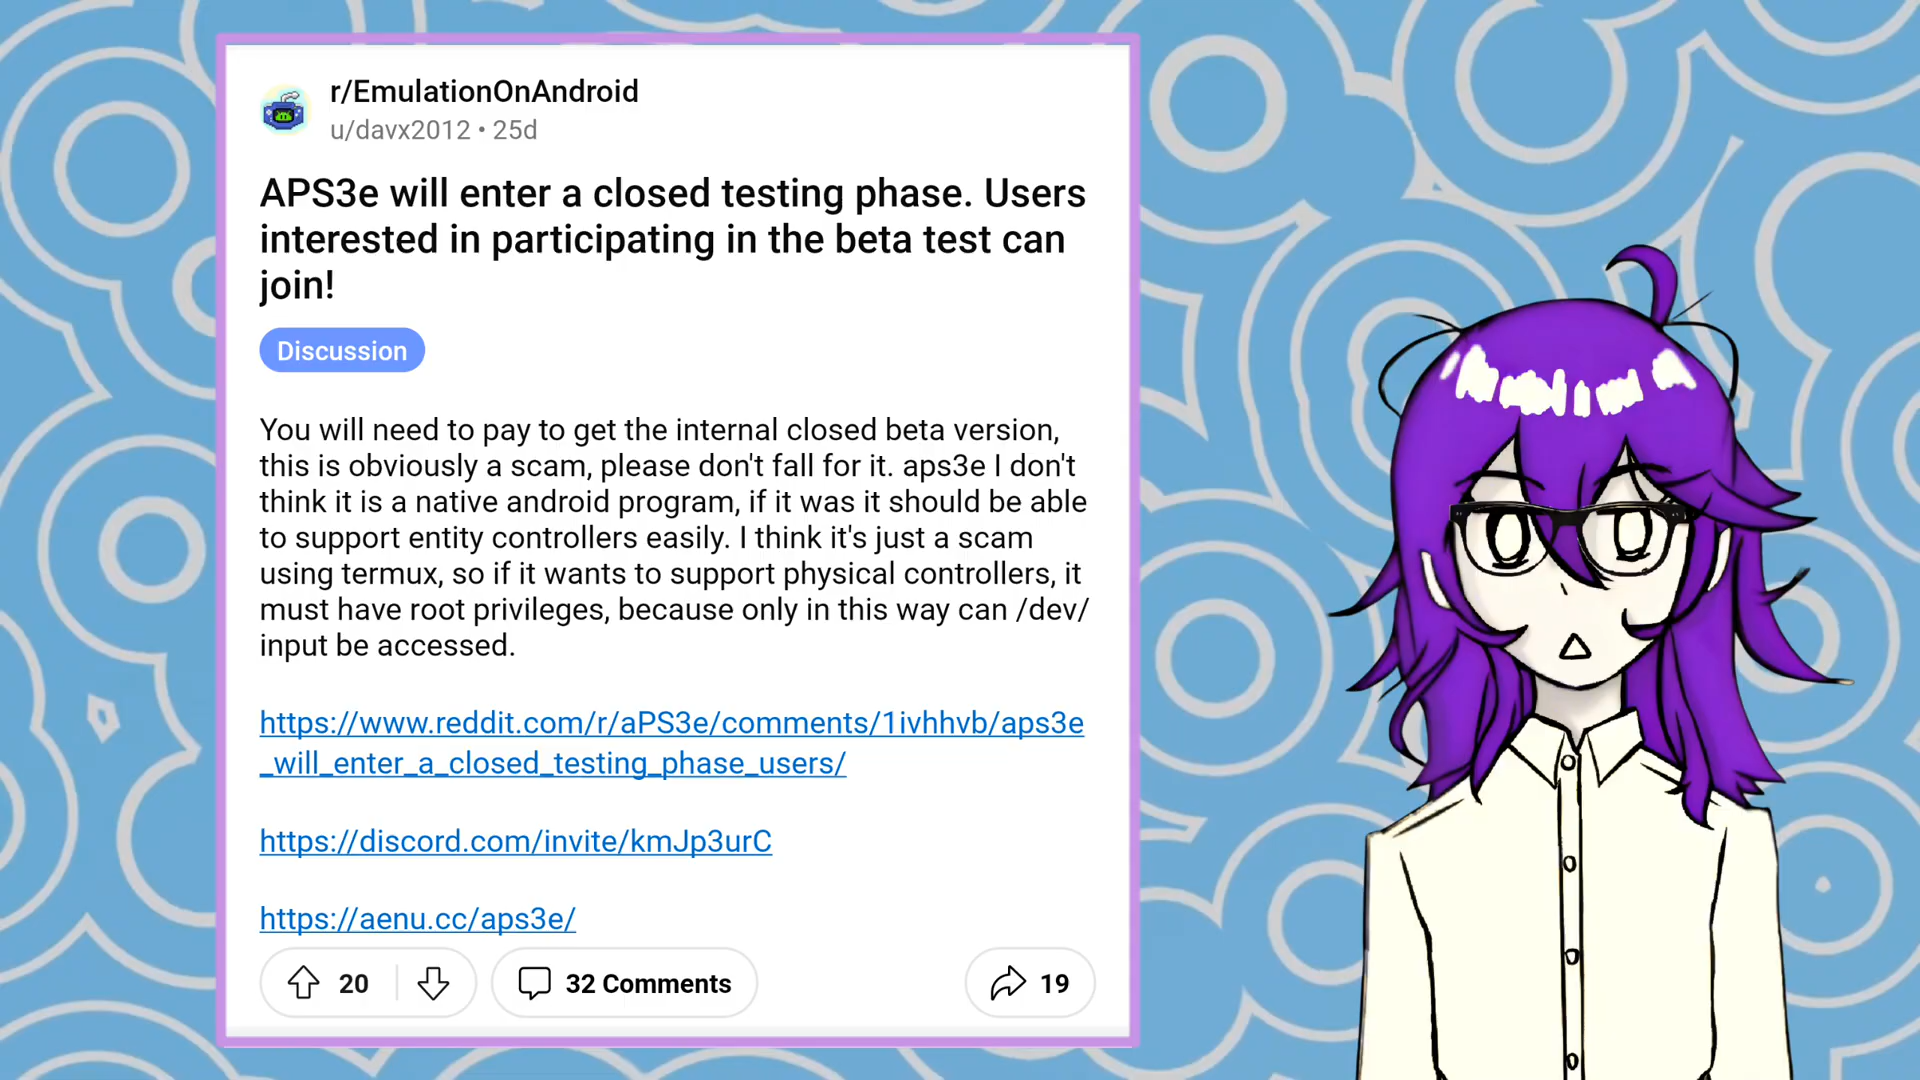 r/EmulationOnAndroid
u/davx2012 • 25d
APS3e will enter a closed testing phase. Users
interested in participating in the beta test can
join!
Discussion
You will need to pay to get the internal closed beta version,
this is obviously a scam, please don't fall for it. aps3e I don't
think it is a native android program, if it was it should be able
to support entity controllers easily. I think it's just a scam
using termux, so if it wants to support physical controllers, it
must have root privileges, because only in this way can /dev/
input be accessed.
https://www.reddit.com/r/aPS3e/comments/1ivhhvb/aps3e
_will_enter_a_closed_testing_phase_users/
https://discord.com/invite/kmJp3urC
https://aenu.cc/aps3e/
20
32 Comments
19